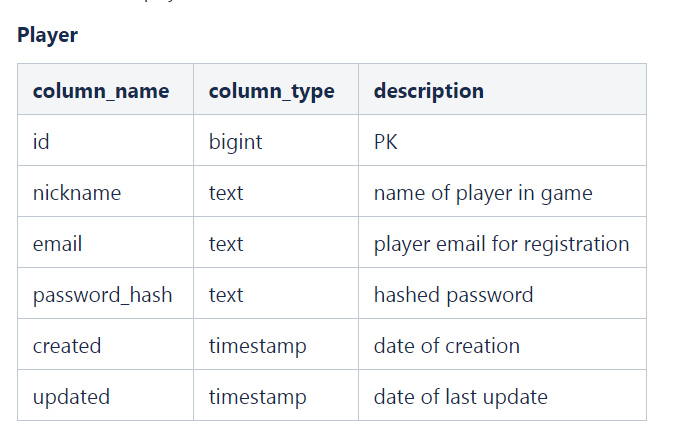 Player
column_name column_type description
id bigint PK
nickname text name of player in game
email text player email for registration
password_hash text hashed password
created timestamp date of creation
updated timestamp date of last update